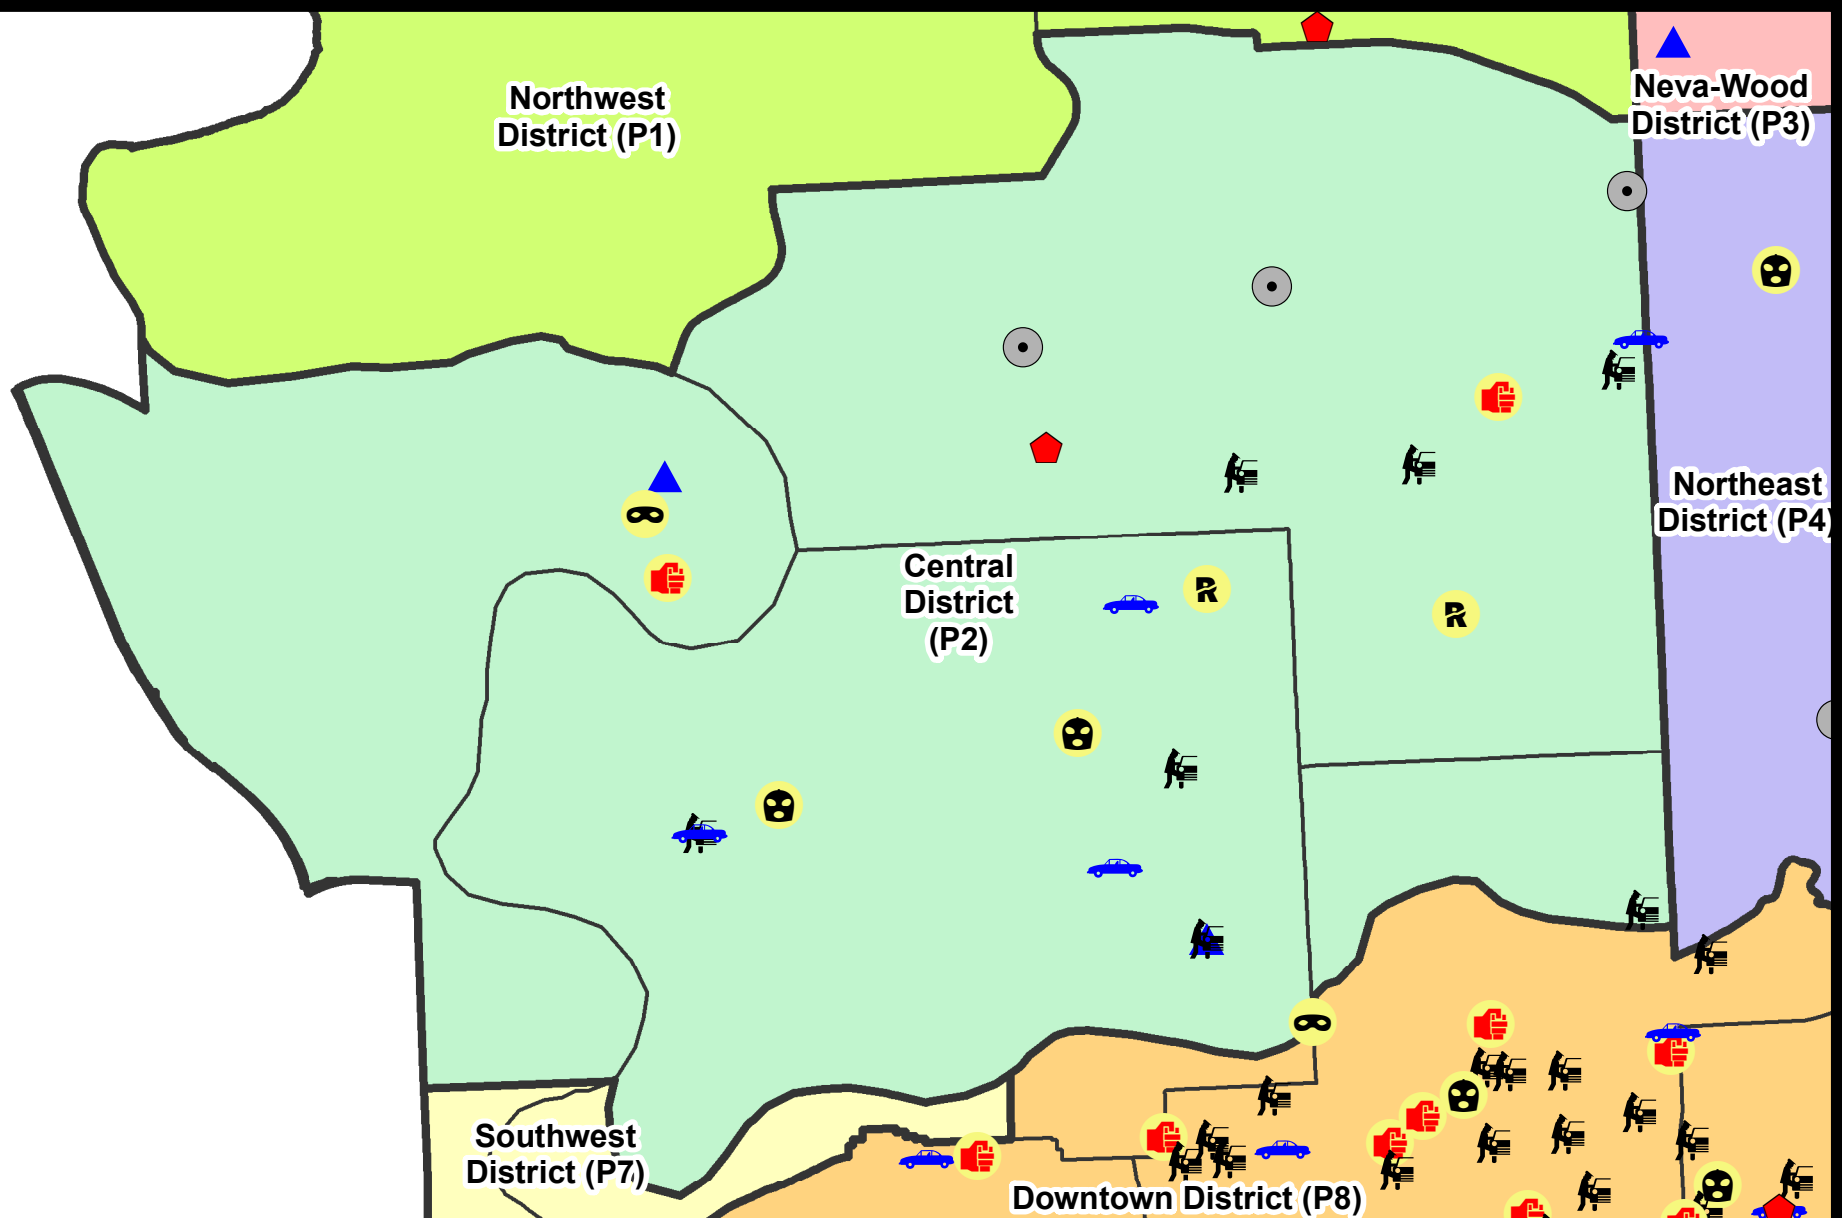 Northwest
District (P1)
Neva-Wood
District (P3)
Northeast
District (P4)
Central
District
(P2)
R
R
Southwest
District (P7)
Downtown District (P8)